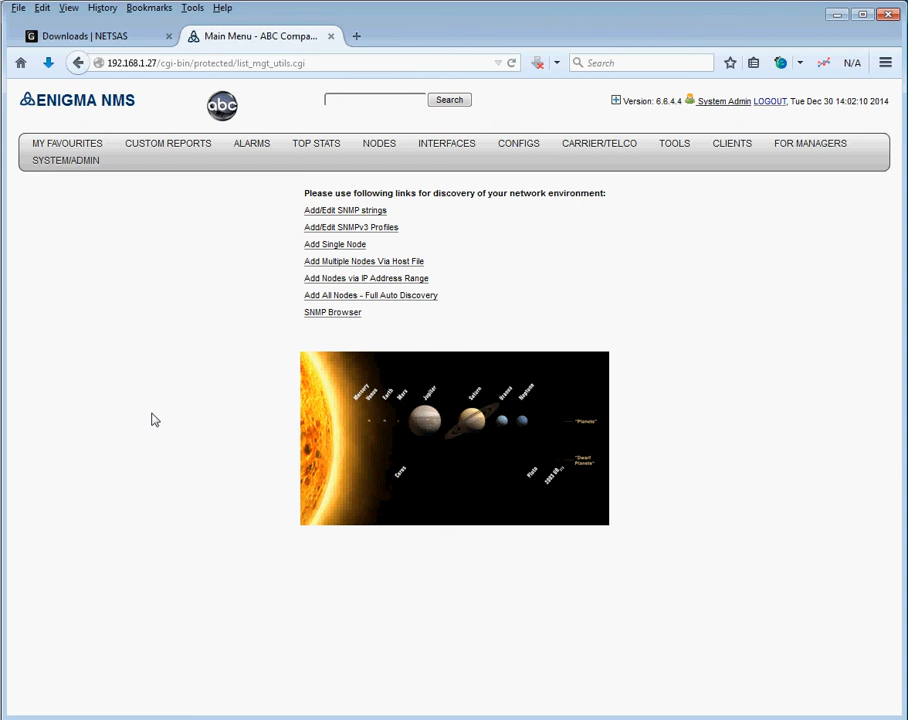 File Edit View History Bookmarks Tools Help
G Downloads | NETSAS × Main Menu - ABC Compa... × +
192.168.1.27/cgi-bin/protected/list_mgt_utils.cgi Search N/A
ENIGMA NMS abc Search Version: 6.6.4.4 System Admin LOGOUT, Tue Dec 30 14:02:10 2014
MY FAVOURITES CUSTOM REPORTS ALARMS TOP STATS NODES INTERFACES CONFIGS CARRIER/TELCO TOOLS CLIENTS FOR MANAGERS
SYSTEM/ADMIN
Please use following links for discovery of your network environment:
Add/Edit SNMP strings
Add/Edit SNMPv3 Profiles
Add Single Node
Add Multiple Nodes Via Host File
Add Nodes via IP Address Range
Add All Nodes - Full Auto Discovery
SNMP Browser
Mercury Venus Earth Mars Jupiter Saturn Uranus Neptune
"Planets"
"Dwarf
Planets"
Ceres Pluto